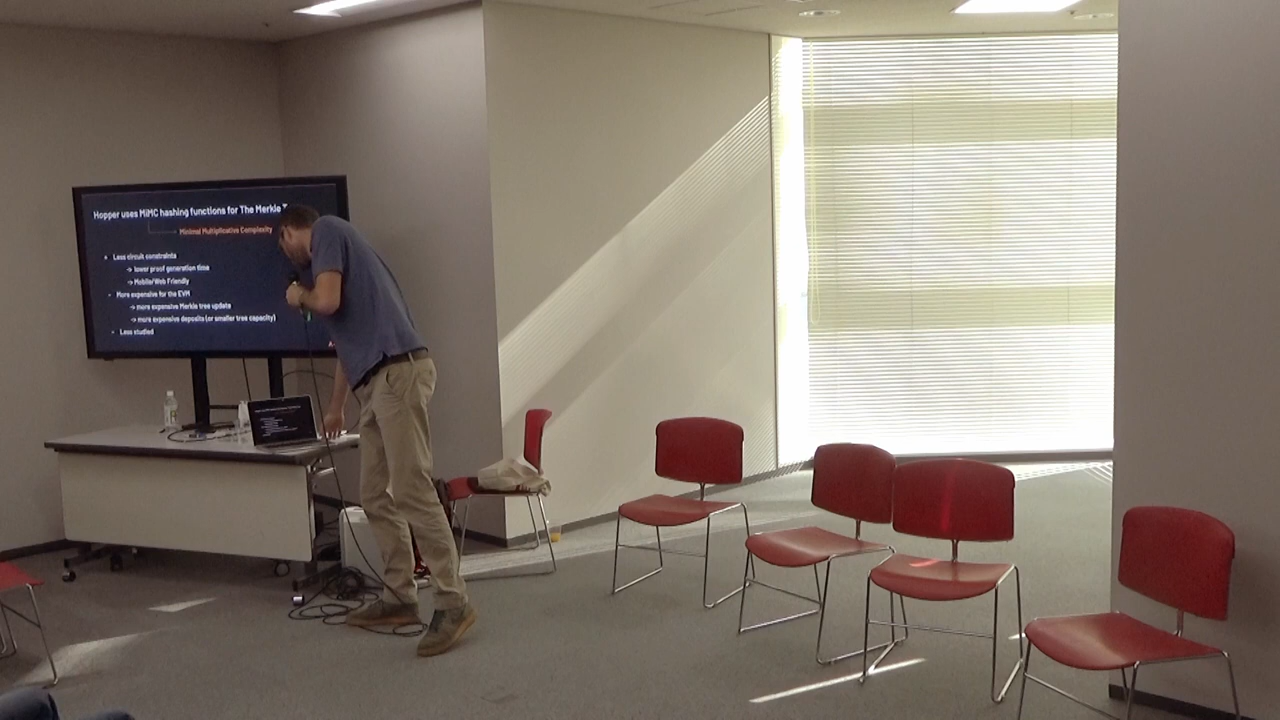 Hopper uses MiMC hashing functions for The Merkle
Minimal Multiplicative Complexity
Less circuit constraints
-> lower proof generation time
-> Mobile/Web Friendly
More expensive for the EVM
-> more expensive Merkle tree update
-> more expensive deposits (or smaller tree capacity)
Less studied